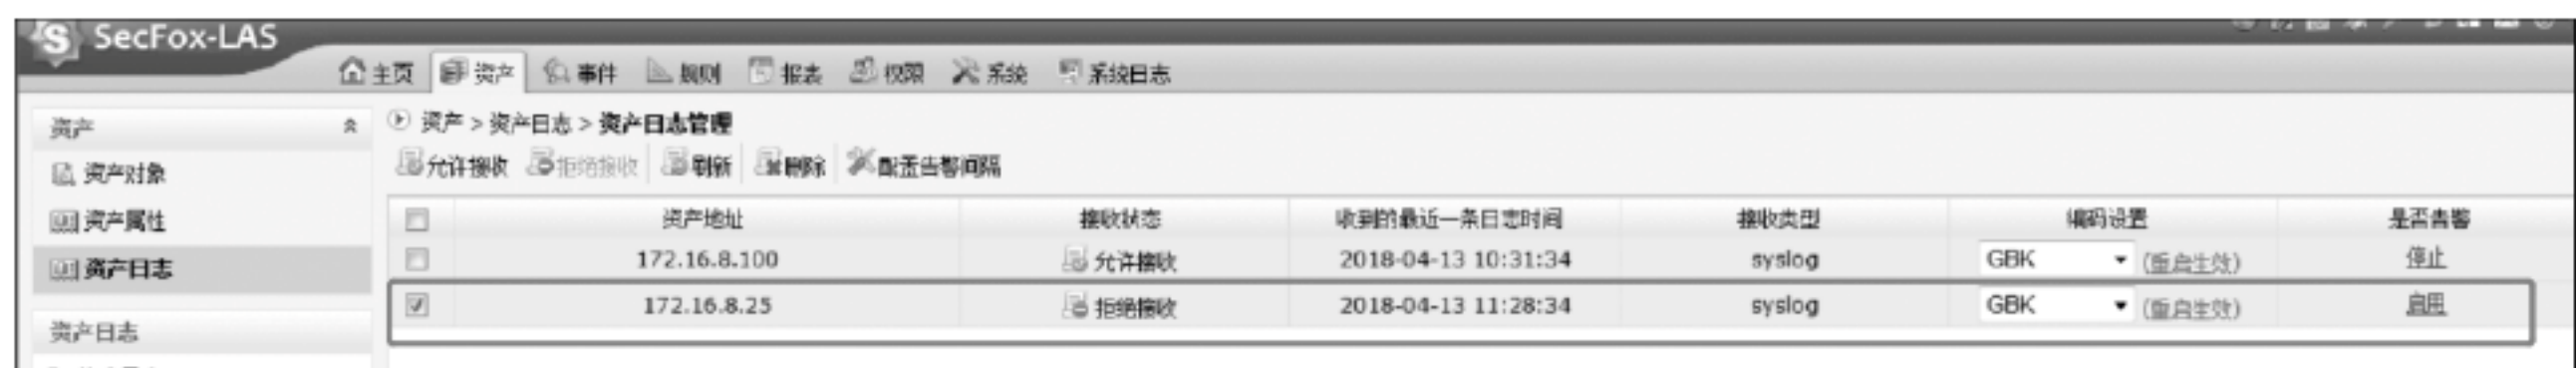 SecFox-LAS
主页 资产 事件 规则 报表 权限 系统 系统日志
资产
资产 > 资产日志 > 资产日志管理
资产对象
允许接收 拒绝接收 刷新 删除 配置告警间隔
资产属性
资产地址 接收状态 收到的最近一条日志时间 接收类型 编码设置 是否告警
资产日志
172.16.8.100 允许接收 2018-04-13 10:31:34 syslog GBK (重启生效) 停止
172.16.8.25 拒绝接收 2018-04-13 11:28:34 syslog GBK (重启生效) 启用
资产日志